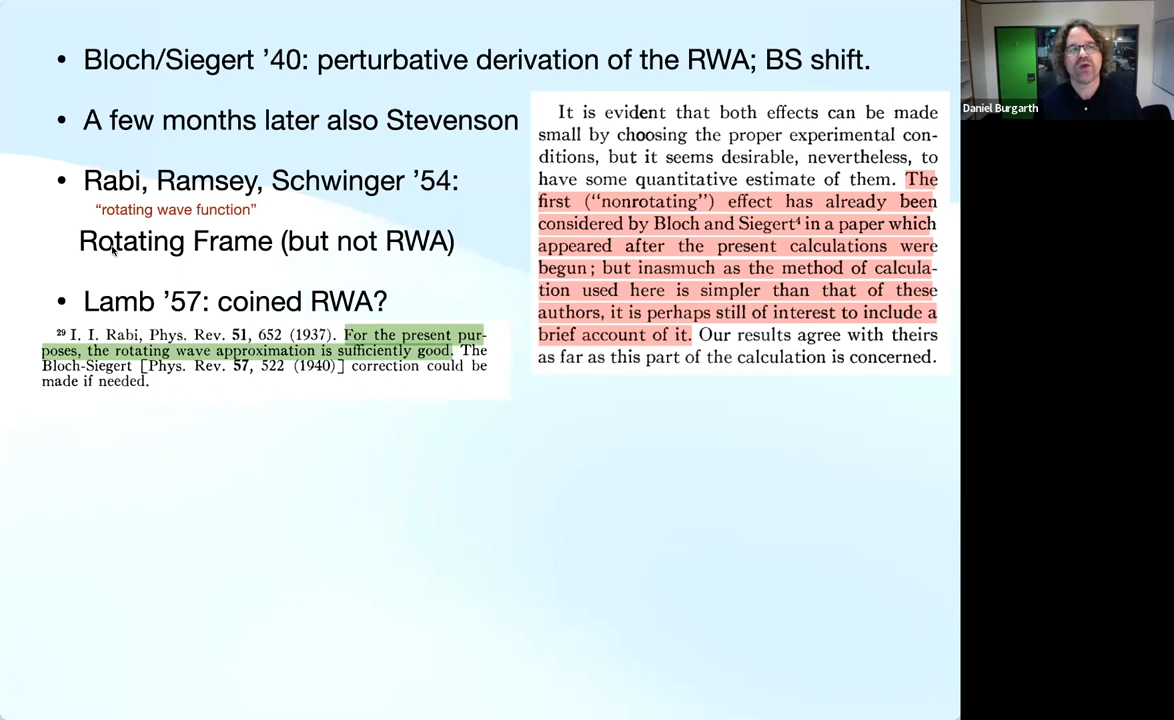 • Bloch/Siegert ’40: perturbative derivation of the RWA; BS shift.
• A few months later also Stevenson
• Rabi, Ramsey, Schwinger ’54:
“rotating wave function”
Rotating Frame (but not RWA)
• Lamb ’57: coined RWA?
²⁹ I. I. Rabi, Phys. Rev. 51, 652 (1937). For the present pur-
poses, the rotating wave approximation is sufficiently good. The
Bloch-Siegert [Phys. Rev. 57, 522 (1940)] correction could be
made if needed.
It is evident that both effects can be made
small by choosing the proper experimental con-
ditions, but it seems desirable, nevertheless, to
have some quantitative estimate of them. The
first (“nonrotating”) effect has already been
considered by Bloch and Siegert⁴ in a paper which
appeared after the present calculations were
begun; but inasmuch as the method of calcula-
tion used here is simpler than that of these
authors, it is perhaps still of interest to include a
brief account of it. Our results agree with theirs
as far as this part of the calculation is concerned.
Daniel Burgarth